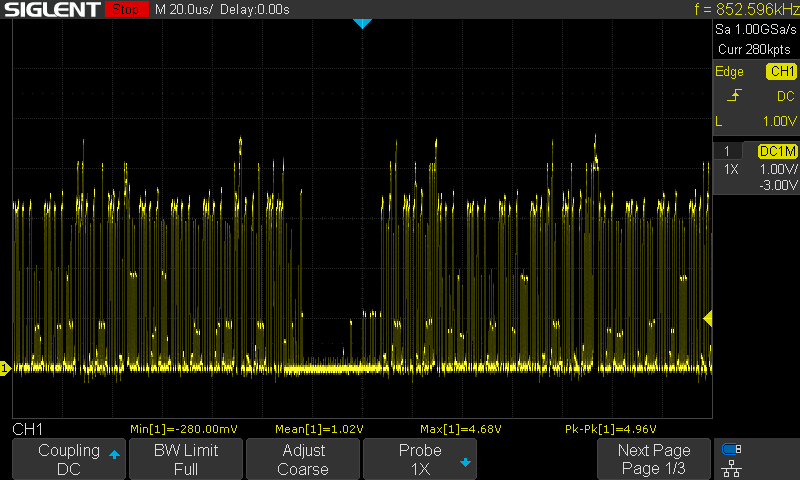 SIGLENT Stop M 20.0us/ Delay:0.00s f = 852.596kHz
Sa 1.00GSa/s
Curr 280kpts
Edge CH1
DC
L 1.00V
1 DC1M
1X 1.00V/
-3.00V
1
CH1 Min[1]=-280.00mV Mean[1]=1.02V Max[1]=4.68V Pk-Pk[1]=4.96V
Coupling BW Limit Adjust Probe Next Page
DC Full Coarse 1X Page 1/3